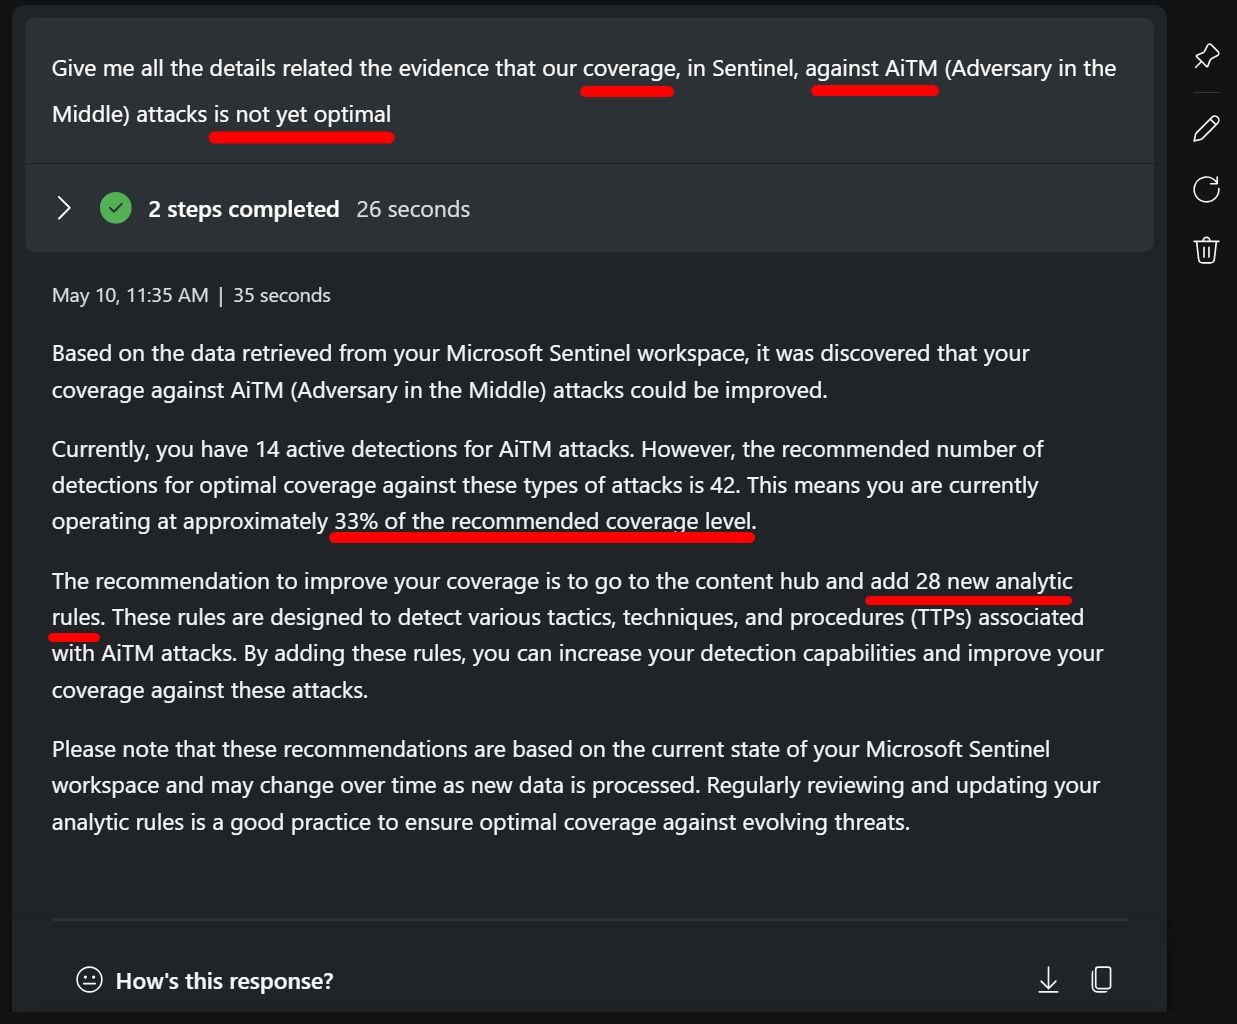 Give me all the details related the evidence that our coverage, in Sentinel, against AiTM (Adversary in the
Middle) attacks is not yet optimal
2 steps completed 26 seconds
May 10, 11:35 AM | 35 seconds
Based on the data retrieved from your Microsoft Sentinel workspace, it was discovered that your
coverage against AiTM (Adversary in the Middle) attacks could be improved.
Currently, you have 14 active detections for AiTM attacks. However, the recommended number of
detections for optimal coverage against these types of attacks is 42. This means you are currently
operating at approximately 33% of the recommended coverage level.
The recommendation to improve your coverage is to go to the content hub and add 28 new analytic
rules. These rules are designed to detect various tactics, techniques, and procedures (TTPs) associated
with AiTM attacks. By adding these rules, you can increase your detection capabilities and improve your
coverage against these attacks.
Please note that these recommendations are based on the current state of your Microsoft Sentinel
workspace and may change over time as new data is processed. Regularly reviewing and updating your
analytic rules is a good practice to ensure optimal coverage against evolving threats.
How's this response?